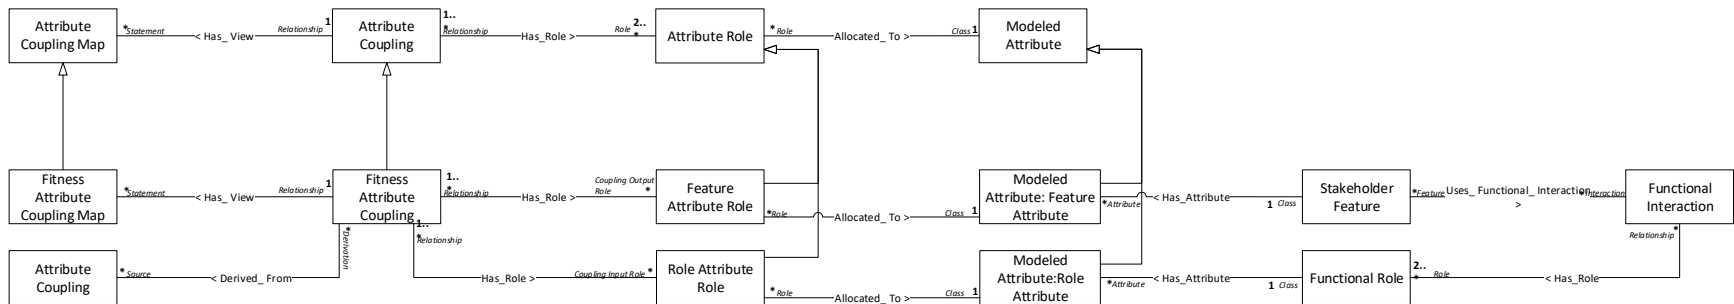 Attribute
Coupling Map
*Statement
< Has_ View
Relationship 1
Attribute
Coupling
1..
*
Relationship
Has_Role >
2..
Role
*
Attribute Role
*Role
Allocated_ To >
Class 1
Modeled
Attribute
Fitness
Attribute
Coupling Map
*Statement
< Has_ View
Relationship 1
Fitness
Attribute
Coupling
1..
*
Relationship
Has_Role >
Coupling Output
Role *
Feature
Attribute Role
*Role
Allocated_ To >
Class 1
Modeled
Attribute: Feature
Attribute
*Attribute
< Has_Attribute
1 Class
Stakeholder
Feature
*Feature
Uses_ Functional_ Interaction
>
*Interaction
Functional
Interaction
Attribute
Coupling
*Source
< Derived_ From
*Derivation
1..
*Relationship
Has_Role >
Coupling Input Role *
Role Attribute
Role
*Role
Allocated_ To >
Class 1
Modeled
Attribute:Role
Attribute
*Attribute
< Has_Attribute
1 Class
Functional Role
2..
* Role
< Has_Role
Relationship
*